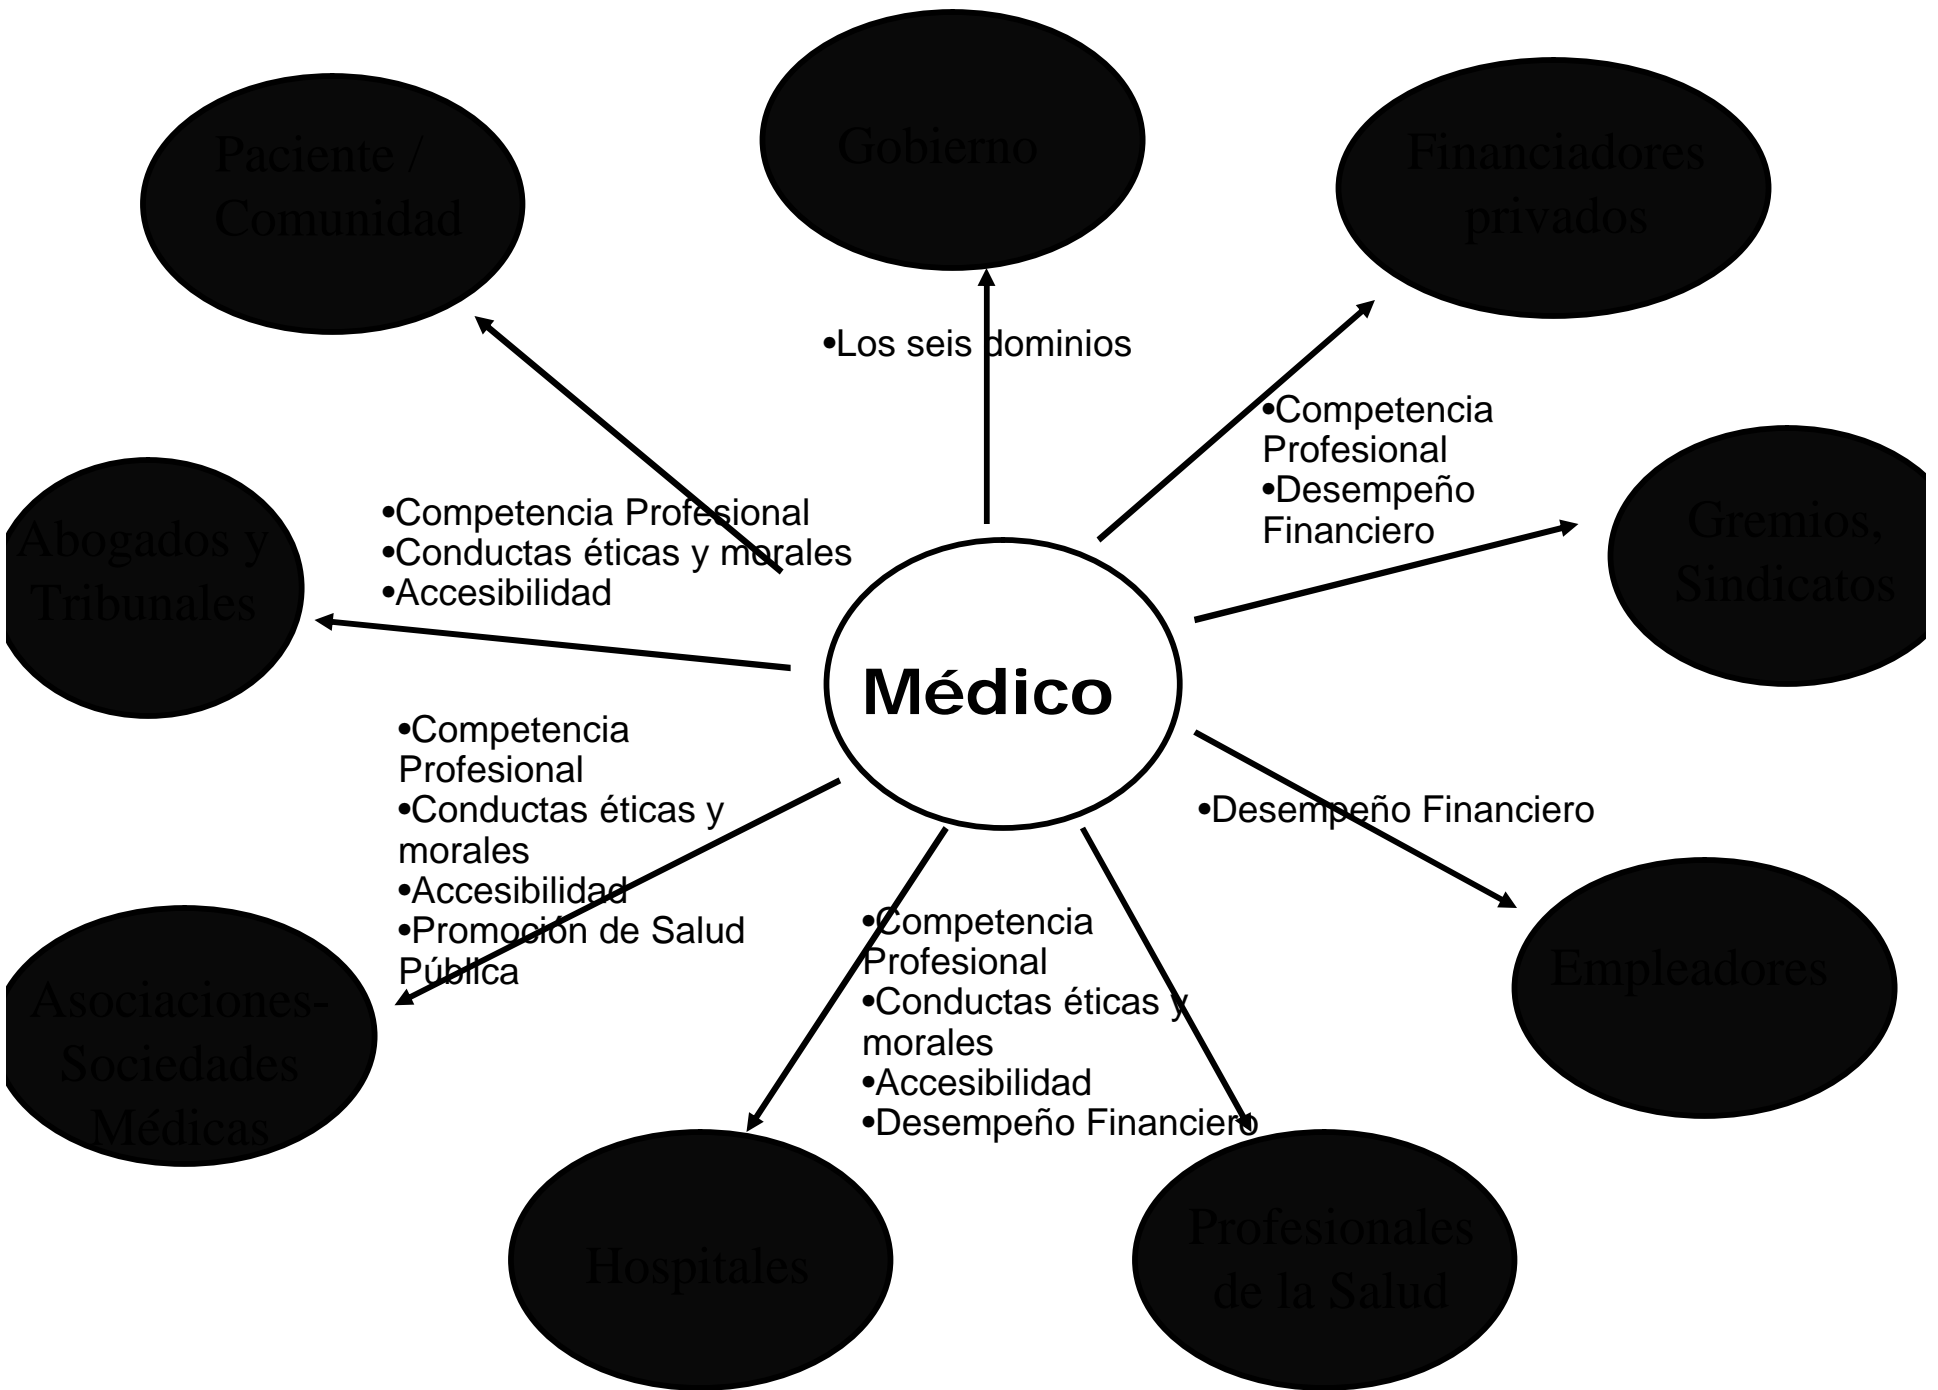 Gobierno
Paciente /
Comunidad
Financiadores
privados
•Los seis dominios
•Competencia
Profesional
•Desempeño
Financiero
Abogados y
Tribunales
•Competencia Profesional
•Conductas éticas y morales
•Accesibilidad
Gremios,
Sindicatos
Médico
•Competencia
Profesional
•Conductas éticas y
morales
•Accesibilidad
•Promoción de Salud
Pública
•Desempeño Financiero
•Competencia
Profesional
•Conductas éticas y
morales
•Accesibilidad
•Desempeño Financiero
Empleadores
Asociaciones-
Sociedades
Médicas
Hospitales
Profesionales
de la Salud